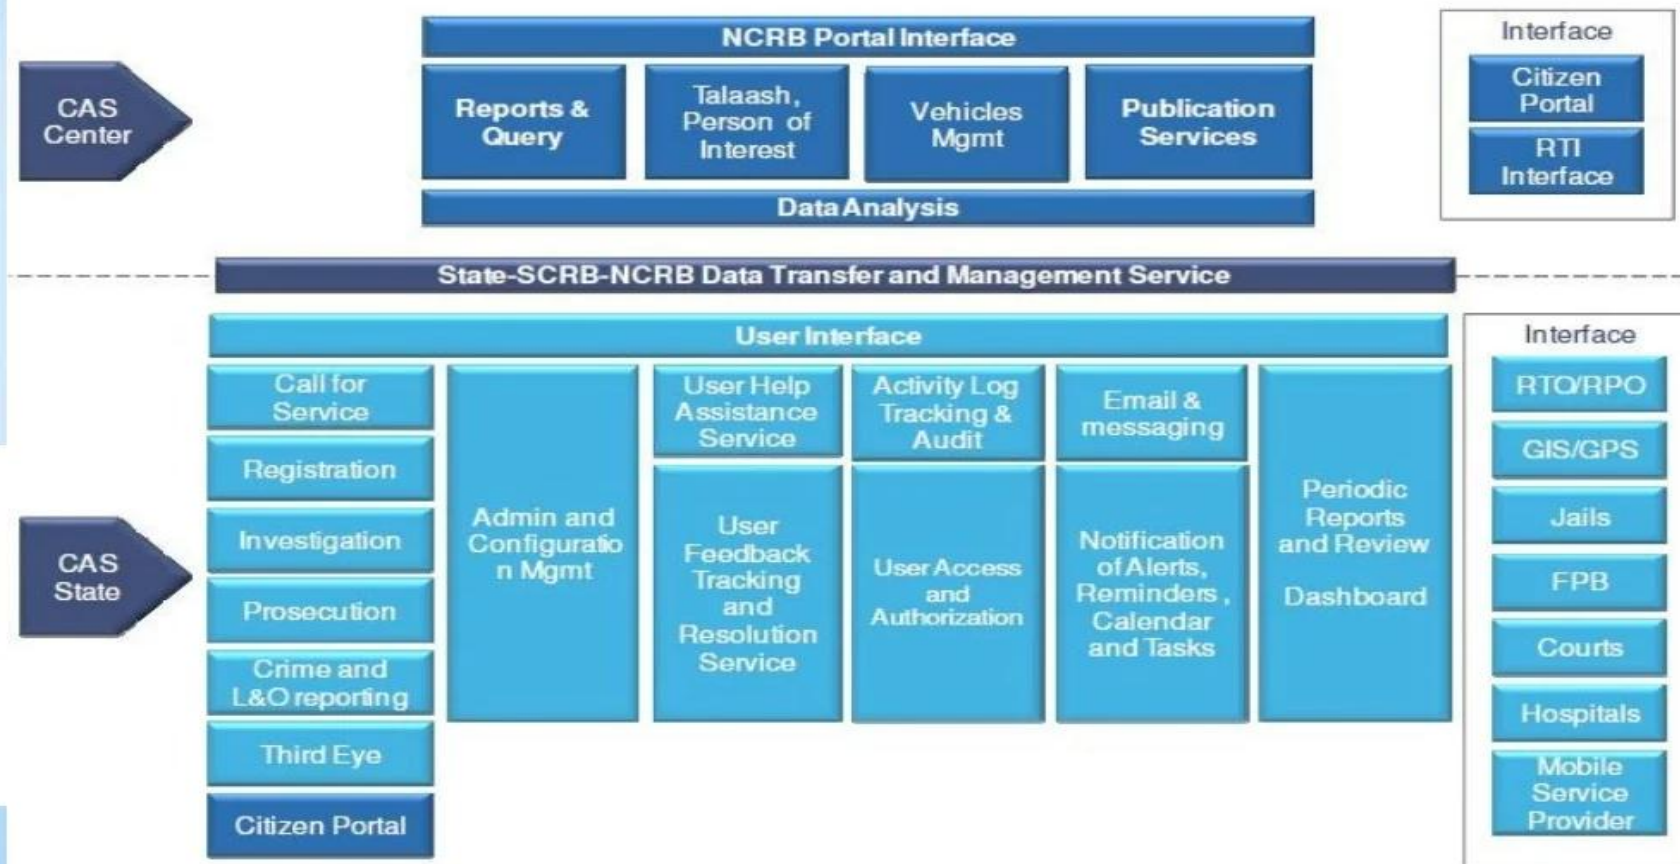 NCRB Portal Interface
CAS
Center
Reports &
Query
Talaash,
Person of
Interest
Vehicles
Mgmt
Publication
Services
Data Analysis
Interface
Citizen
Portal
RTI
Interface
State-SCRB-NCRB Data Transfer and Management Service
User Interface
CAS
State
Call for
Service
Registration
Investigation
Prosecution
Crime and
L&O reporting
Third Eye
Citizen Portal
Admin and
Configuratio
n Mgmt
User Help
Assistance
Service
User
Feedback
Tracking
and
Resolution
Service
Activity Log
Tracking &
Audit
User Access
and
Authorization
Email &
messaging
Notification
of Alerts,
Reminders ,
Calendar
and Tasks
Periodic
Reports
and Review
Dashboard
Interface
RTO/RPO
GIS/GPS
Jails
FPB
Courts
Hospitals
Mobile
Service
Provider